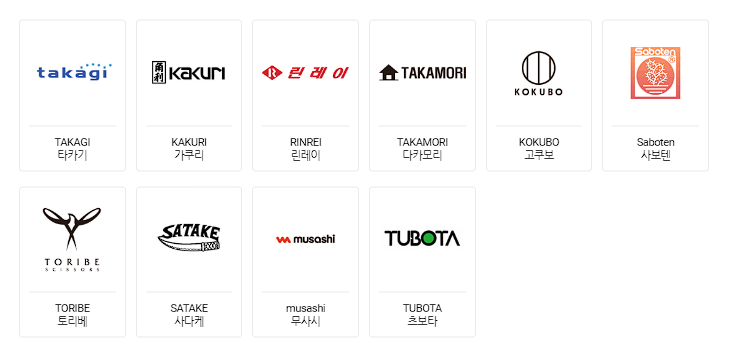 takagi
TAKAGI
타카기
角利 KAKURI
KAKURI
가쿠리
R 린레이
RINREI
린레이
TAKAMORI
TAKAMORI
다카모리
KOKUBO
KOKUBO
고쿠보
Saboten
Saboten
사보텐
TORIBE
SCISSORS
TORIBE
토리베
SATAKE
SATAKE
사다케
musashi
musashi
무사시
TUBOTA
TUBOTA
츠보타